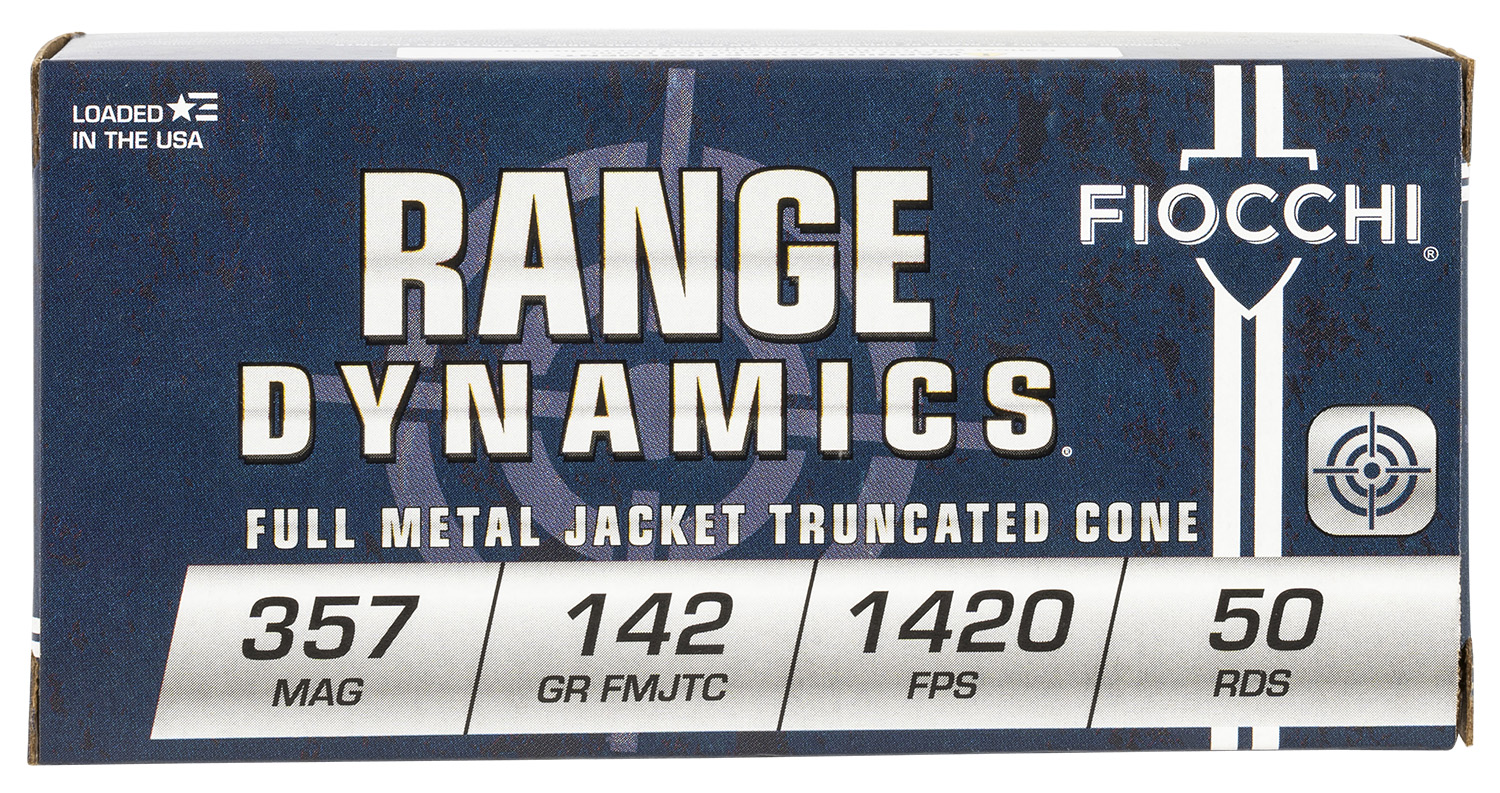 LOADED
IN THE USA
RANGE
DYNAMICS®
FIOCCHI®
FULL METAL JACKET TRUNCATED CONE
357 142 1420 50
MAG GR FMJTC FPS RDS